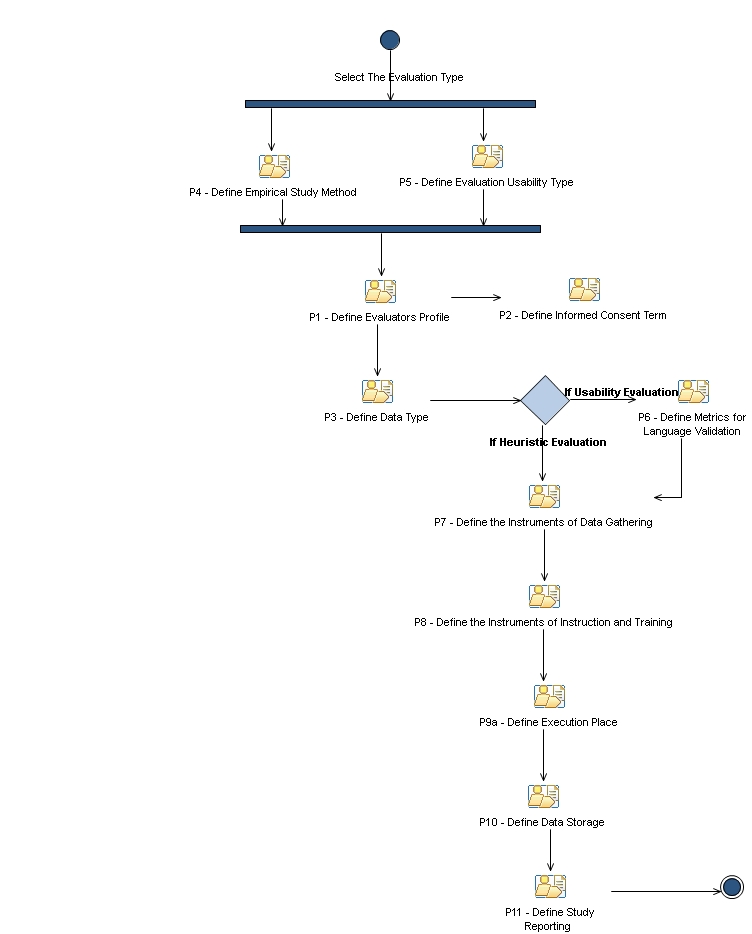 Select The Evaluation Type
P4 - Define Empirical Study Method
P5 - Define Evaluation Usability Type
P1 - Define Evaluators Profile
P2 - Define Informed Consent Term
If Usability Evaluation
P3 - Define Data Type
P6 - Define Metrics for
Language Validation
If Heuristic Evaluation
P7 - Define the Instruments of Data Gathering
P8 - Define the Instruments of Instruction and Training
P9a - Define Execution Place
P10 - Define Data Storage
P11 - Define Study
Reporting